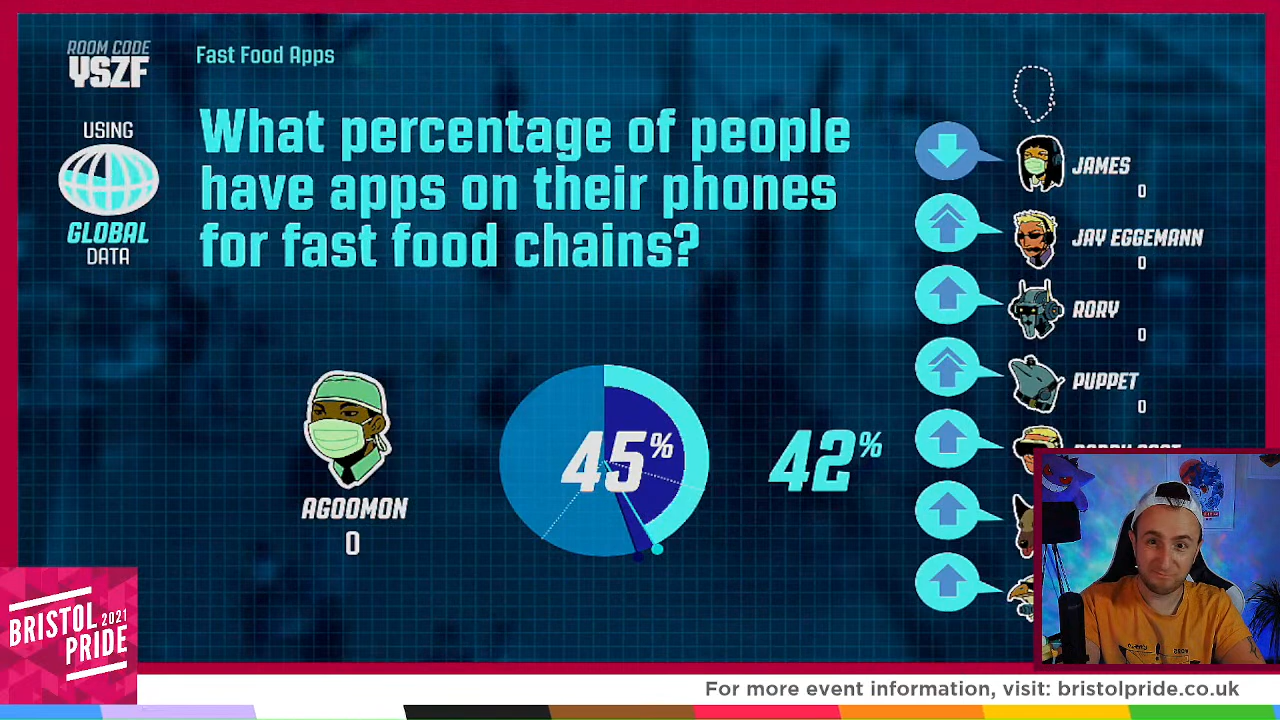 ROOM CODE
YSZF
Fast Food Apps
USING
GLOBAL
DATA
What percentage of people
have apps on their phones
for fast food chains?
JAMES
0
JAY EGGEMANN
0
RORY
0
PUPPET
0
AGOOMON
0
45%
42%
BRISTOL 2021
PRIDE
For more event information, visit: bristolpride.co.uk